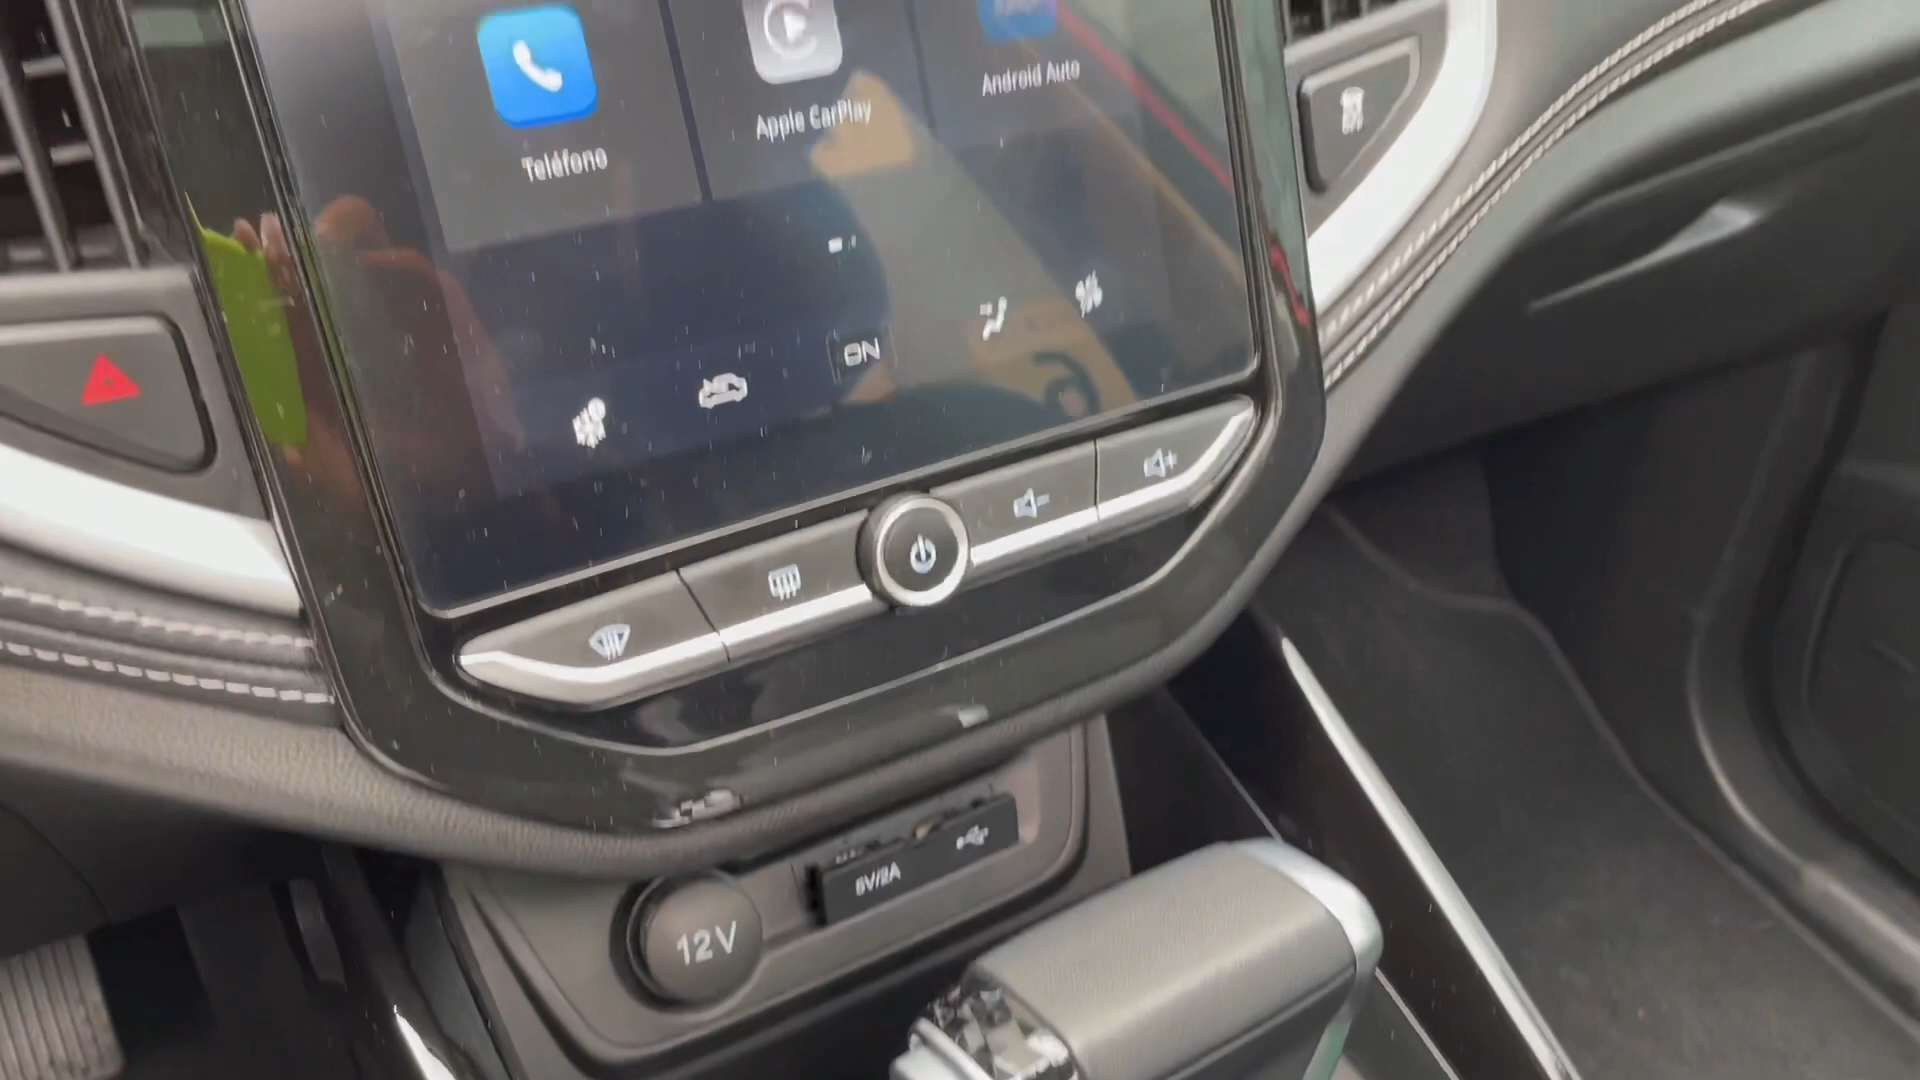 Teléfono
Apple CarPlay
Android Auto
ON
5V/2A
12V